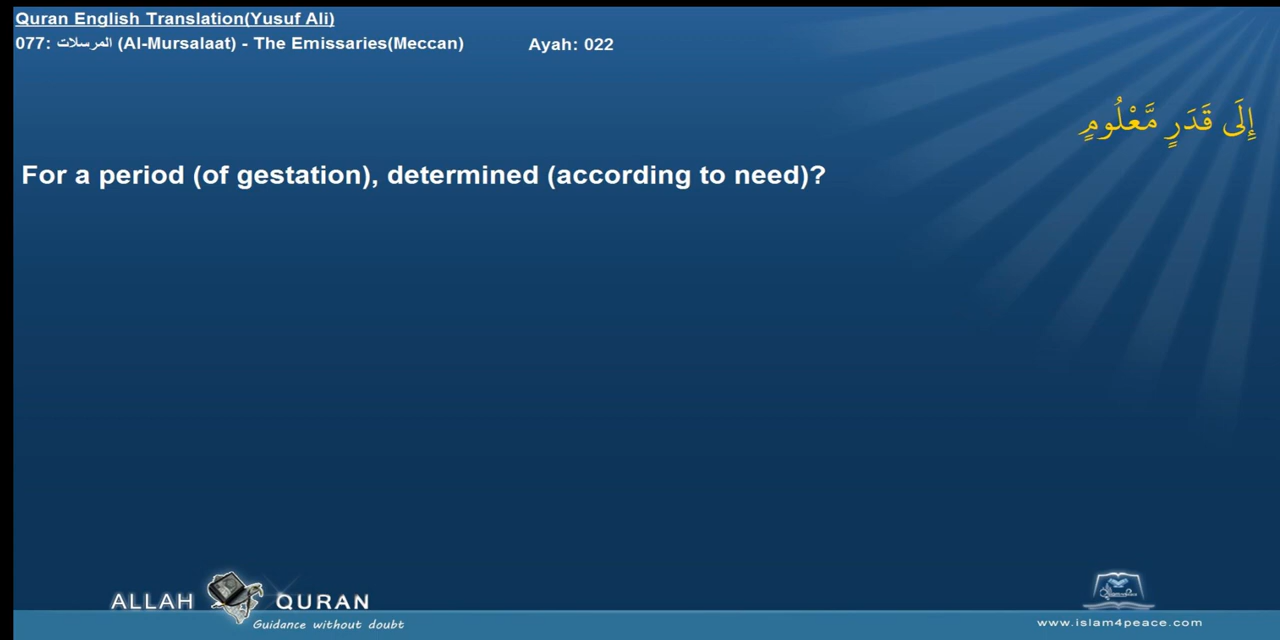 Quran English Translation(Yusuf Ali)
077: المرسلات (Al-Mursalaat) - The Emissaries(Meccan) Ayah: 022
إِلَى قَدَرٍ مَّعْلُومٍ
For a period (of gestation), determined (according to need)?
ALLAH QURAN
Guidance without doubt
www.islam4peace.com